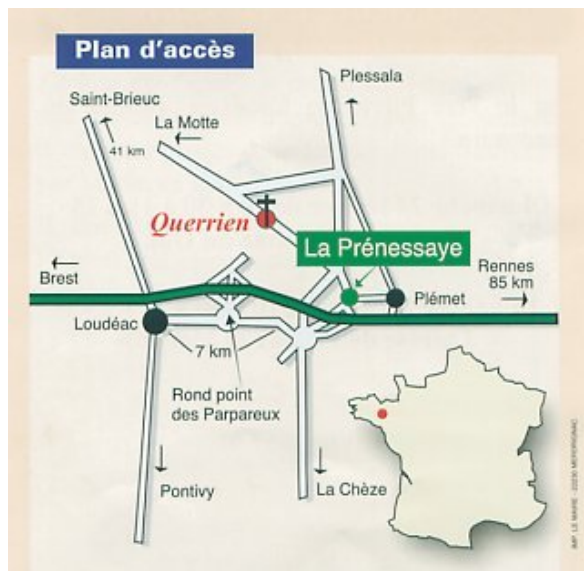 Plan d'accès
Plessala
Saint-Brieuc
La Motte
41 km
Querrien
La Prénessaye
Brest
Rennes
85 km
Plémet
Loudéac
7 km
Rond point
des Parpareux
Pontivy
La Chèze